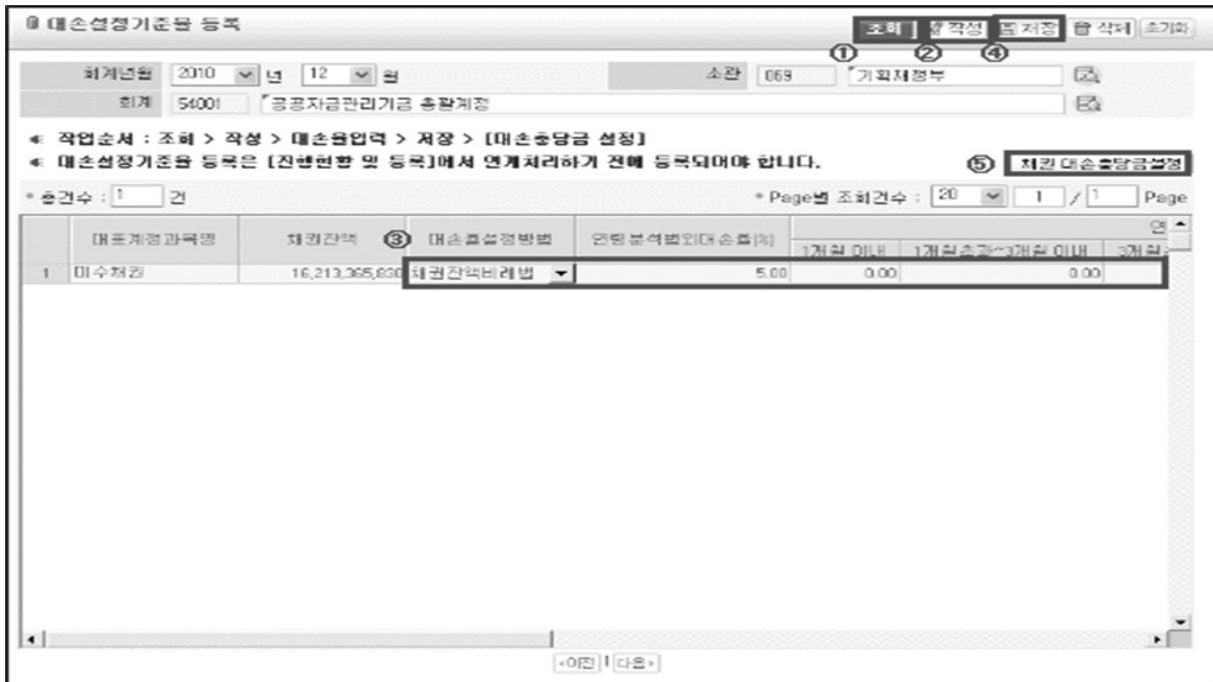 대손설정기준율 등록
조회 작성 저장 삭제 초기화
① ② ④
회계년월 2010 년 12 월 소관 069 기획재정부
회계 54001 공공자금관리기금 총괄계정
작업순서 : 조회 > 작성 > 대손율입력 > 저장 > [대손충당금 설정]
대손설정기준율 등록은 [진행현황 및 등록]에서 연계처리하기 전에 등록되어야 합니다. ⑤ 채권 대손충당금설정
* 총건수 : 1 건 * Page별 조회건수 : 20 1 / 1 Page
연
대표계정과목명 채권잔액 ③ 대손률설정방법 연령분석법외대손률(%)
1개월 이내 1개월초과~3개월 이내 3개월
1 미수채권 16,213,365,830 채권잔액비례법 5.00 0.00 0.00
이전 | 다음